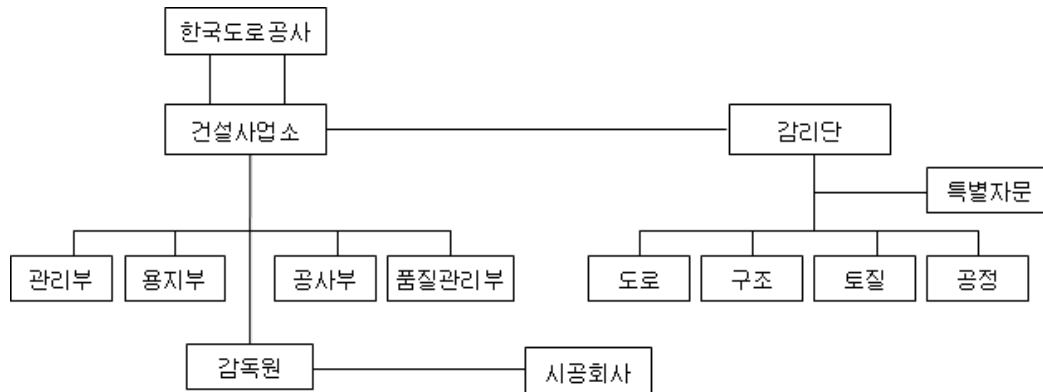 한국도로공사
건설사업소
감리단
특별자문
관리부
용지부
공사부
품질관리부
도로
구조
토질
공정
감독원
시공회사